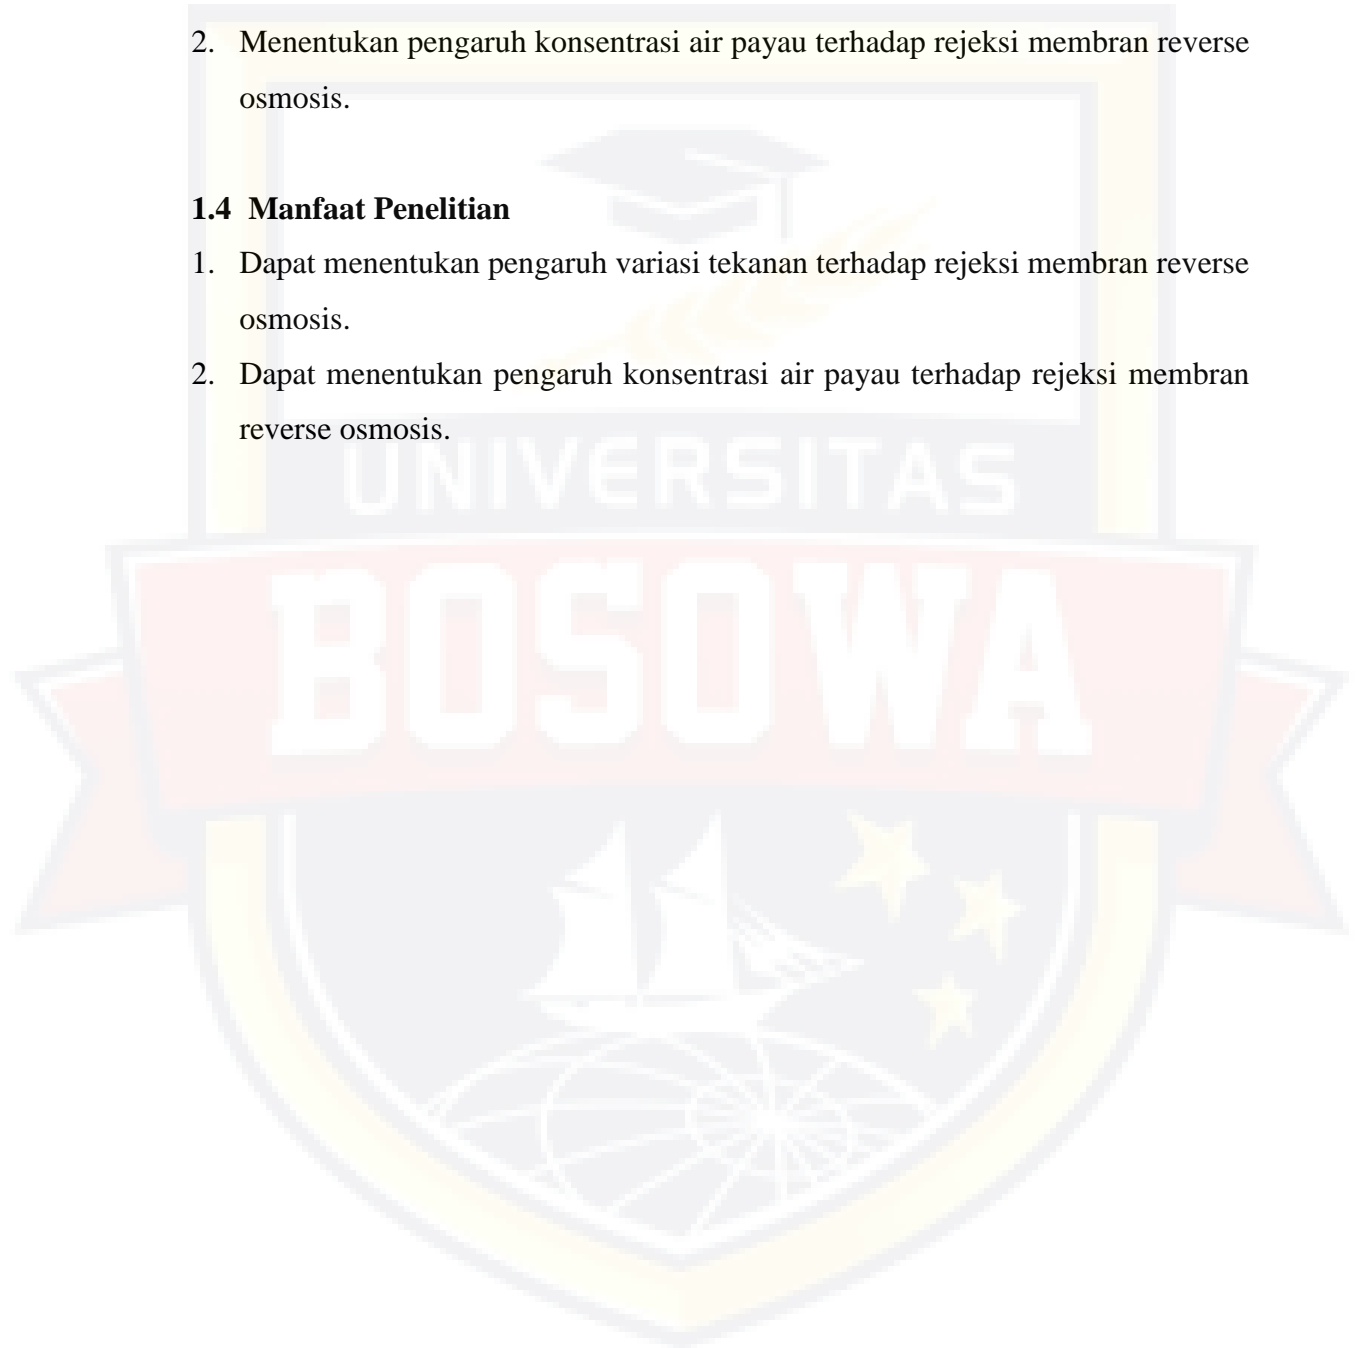 2. Menentukan pengaruh konsentrasi air payau terhadap rejeksi membran reverse
osmosis.
1.4 Manfaat Penelitian
1. Dapat menentukan pengaruh variasi tekanan terhadap rejeksi membran reverse
osmosis.
2. Dapat menentukan pengaruh konsentrasi air payau terhadap rejeksi membran
reverse osmosis.
UNIVERSITAS
BOSOWA